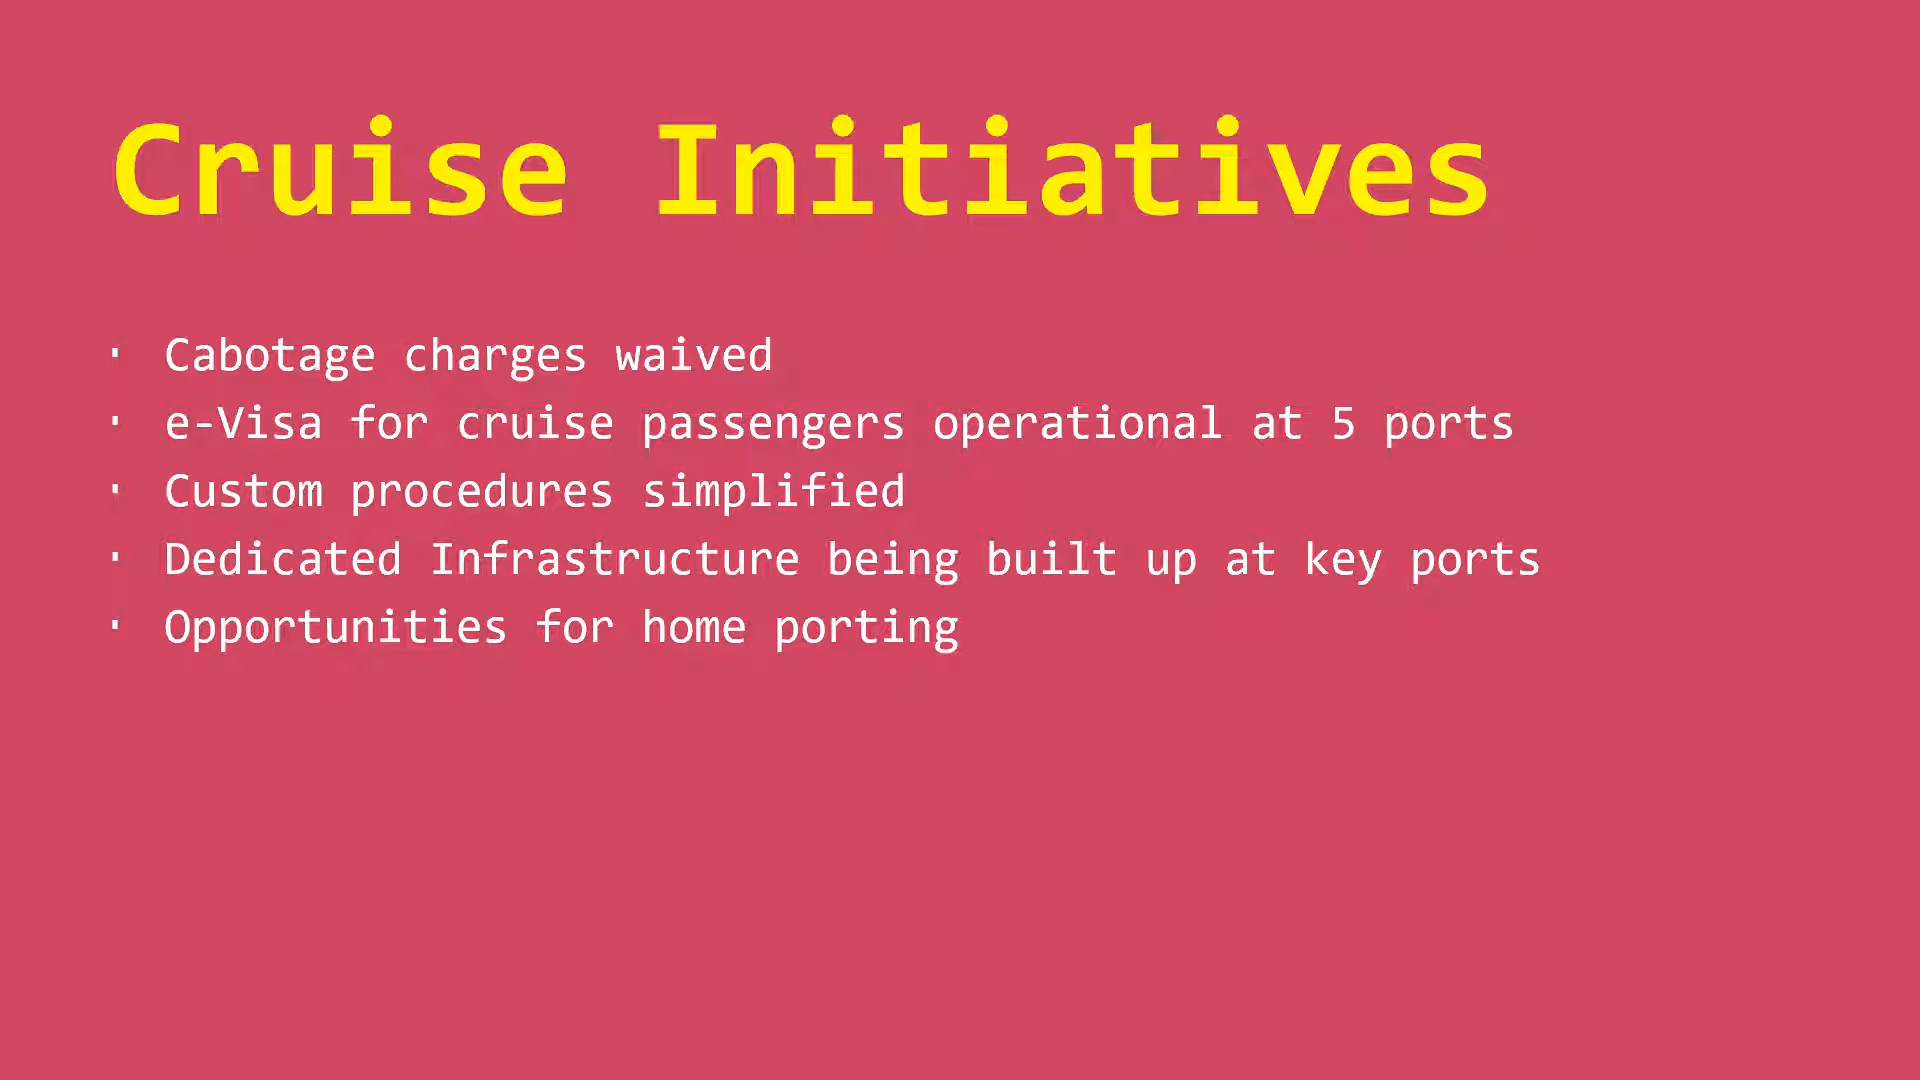 Cruise Initiatives
· Cabotage charges waived
· e-Visa for cruise passengers operational at 5 ports
· Custom procedures simplified
· Dedicated Infrastructure being built up at key ports
· Opportunities for home porting